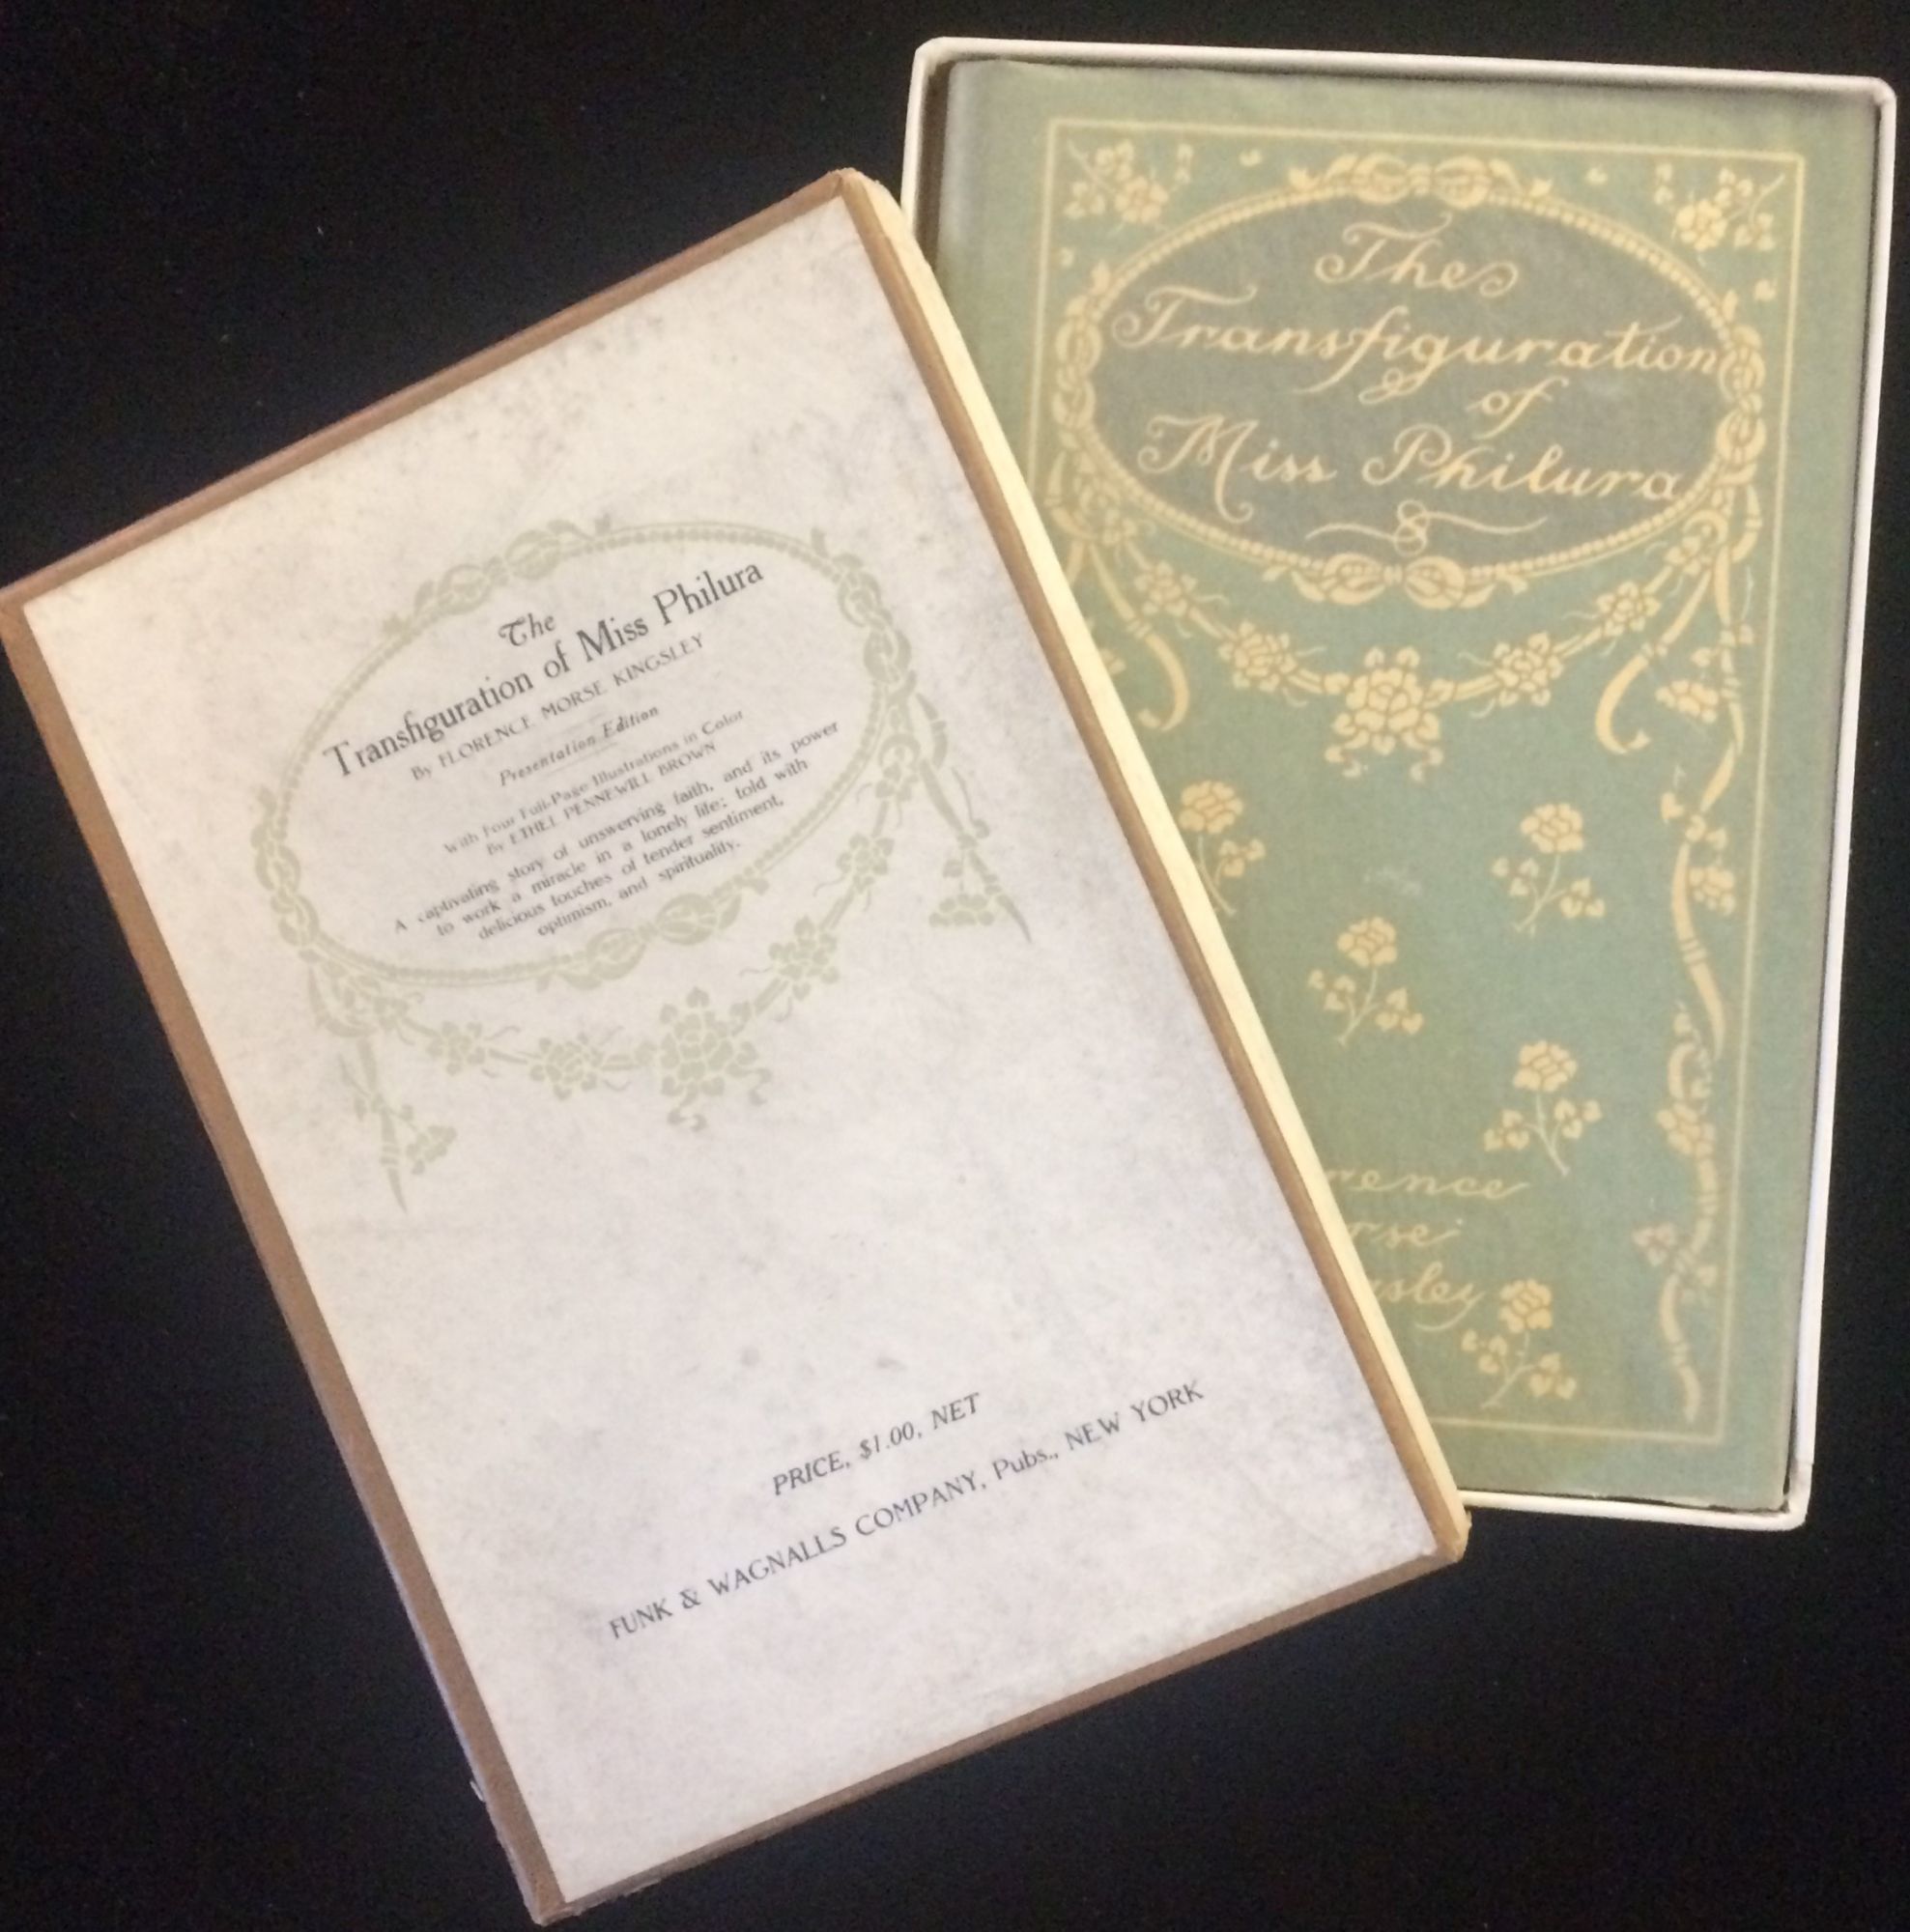 The
Transfiguration of Miss Philura
By FLORENCE MORSE KINGSLEY
Presentation Edition
With Four Full-Page Illustrations in Color
By ETHEL PENNEWILL BROWN
A captivating story of unswerving faith, and its power
to work a miracle in a lonely life; told with
delicious touches of tender sentiment,
optimism, and spirituality.
PRICE, $1.00, NET
FUNK & WAGNALLS COMPANY, Pubs., NEW YORK
The
Transfiguration
of
Miss Philura
rence
rse
gsley